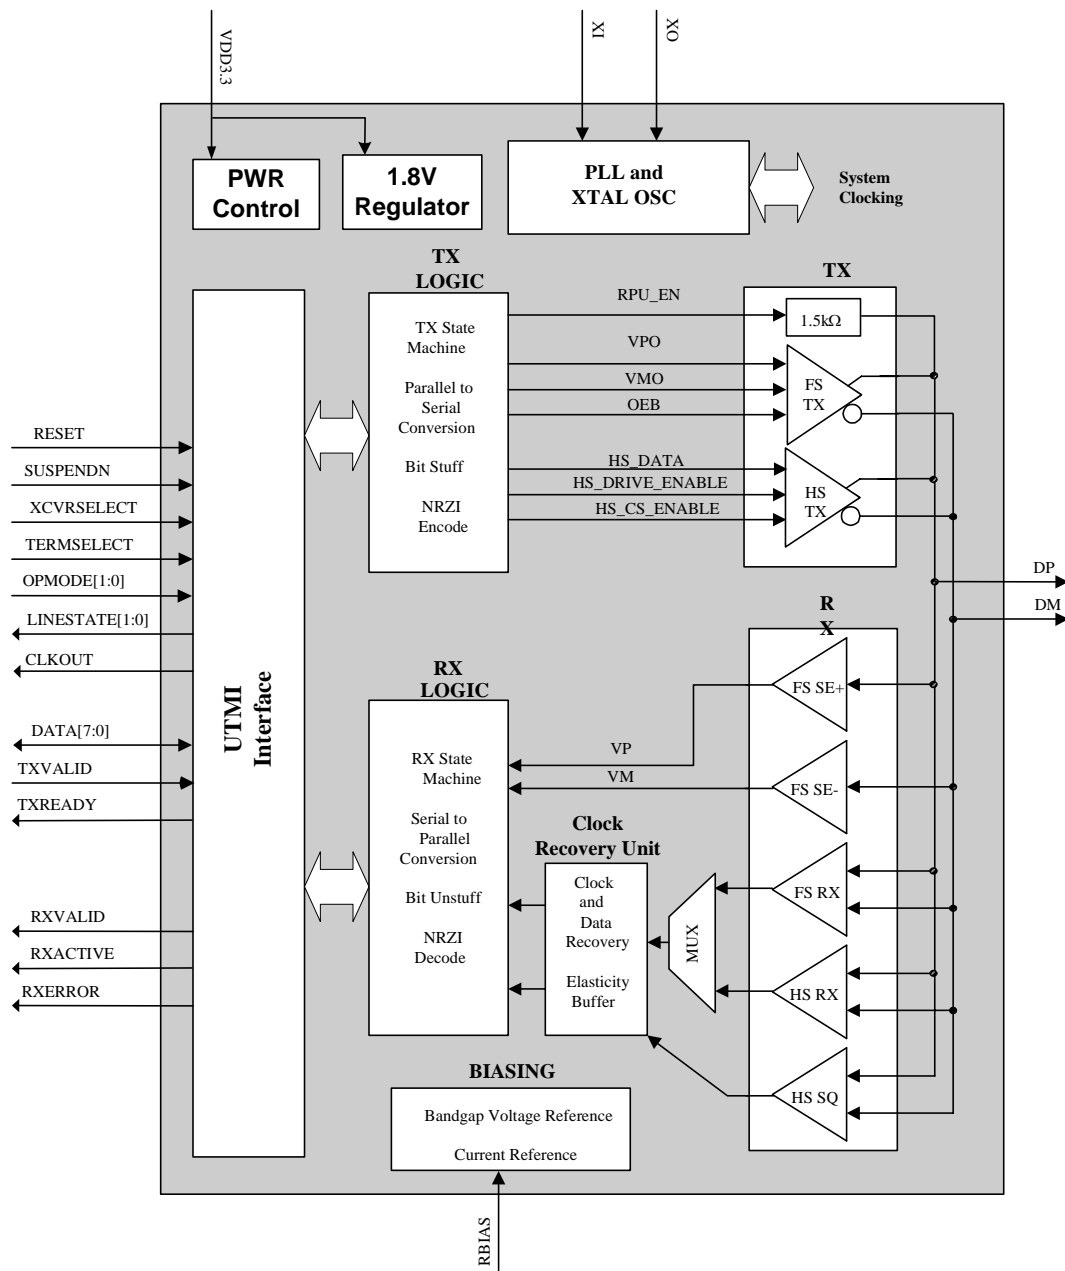 VDD3.3
XI
XO
PWR
Control
1.8V
Regulator
PLL and
XTAL OSC
System
Clocking
TX
LOGIC
TX State
Machine
Parallel to
Serial
Conversion
Bit Stuff
NRZI
Encode
RPU_EN
VPO
VMO
OEB
HS_DATA
HS_DRIVE_ENABLE
HS_CS_ENABLE
TX
1.5kΩ
FS
TX
HS
TX
RESET
SUSPENDN
XCVRSELECT
TERMSELECT
OPMODE[1:0]
LINESTATE[1:0]
CLKOUT
DATA[7:0]
TXVALID
TXREADY
RXVALID
RXACTIVE
RXERROR
UTMI
Interface
DP
DM
RX
LOGIC
RX State
Machine
Serial to
Parallel
Conversion
Bit Unstuff
NRZI
Decode
VP
VM
Clock
Recovery Unit
Clock
and
Data
Recovery
Elasticity
Buffer
MUX
R
X
FS SE+
FS SE-
FS RX
HS RX
HS SQ
BIASING
Bandgap Voltage Reference
Current Reference
RBIAS